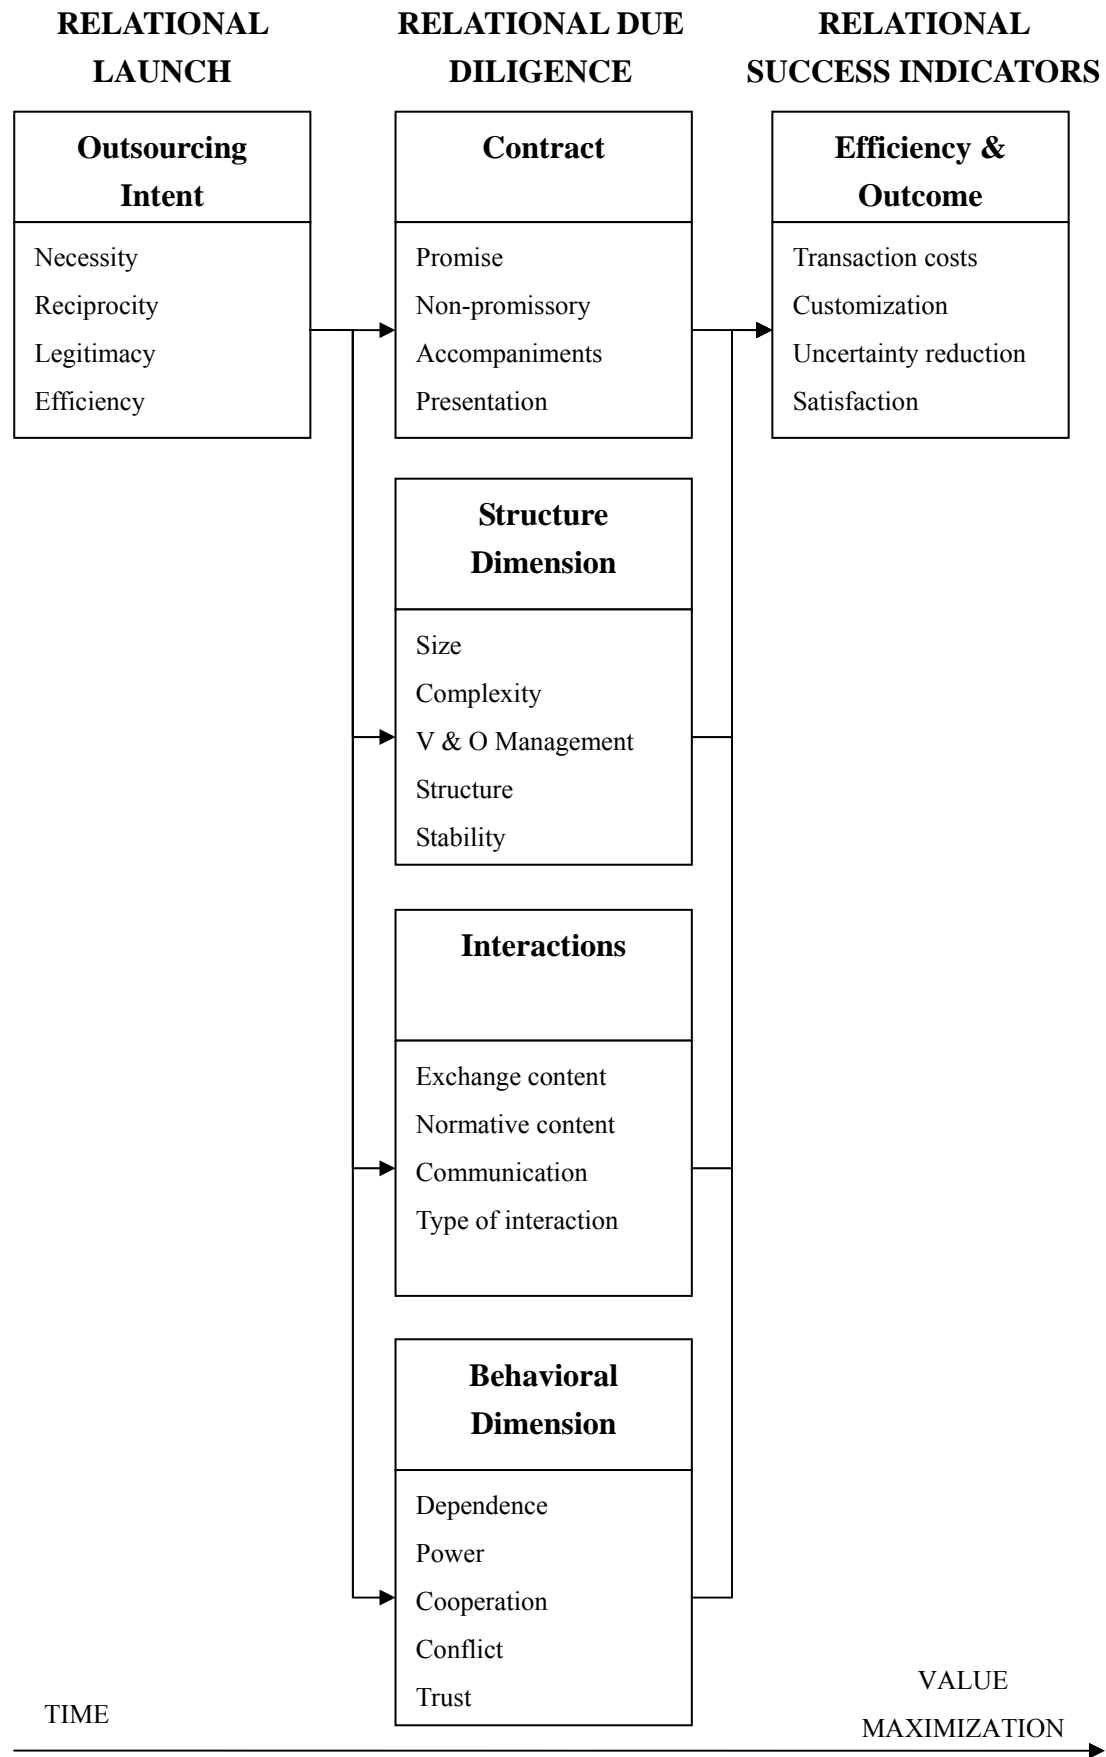 RELATIONAL
LAUNCH
RELATIONAL DUE
DILIGENCE
RELATIONAL
SUCCESS INDICATORS
Outsourcing
Intent
Necessity
Reciprocity
Legitimacy
Efficiency
Contract
Promise
Non-promissory
Accompaniments
Presentation
Structure
Dimension
Size
Complexity
V & O Management
Structure
Stability
Interactions
Exchange content
Normative content
Communication
Type of interaction
Behavioral
Dimension
Dependence
Power
Cooperation
Conflict
Trust
Efficiency &
Outcome
Transaction costs
Customization
Uncertainty reduction
Satisfaction
TIME
VALUE
MAXIMIZATION